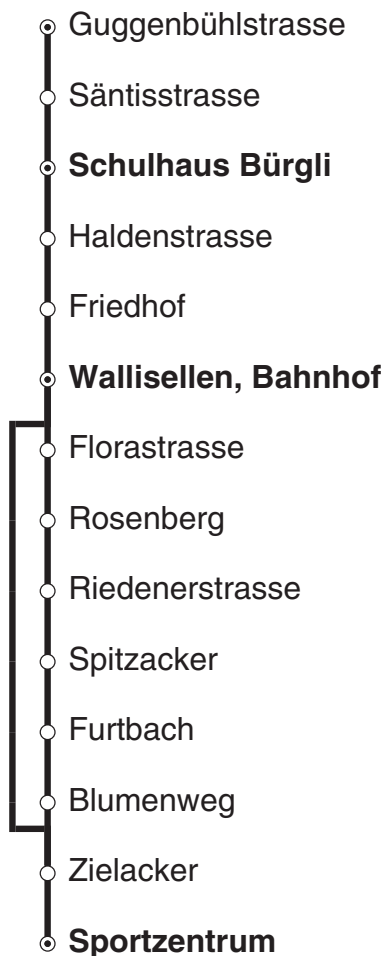 Guggenbühlstrasse
Säntisstrasse
Schulhaus Bürgli
Haldenstrasse
Friedhof
Wallisellen, Bahnhof
Florastrasse
Rosenberg
Riedenerstrasse
Spitzacker
Furtbach
Blumenweg
Zielacker
Sportzentrum